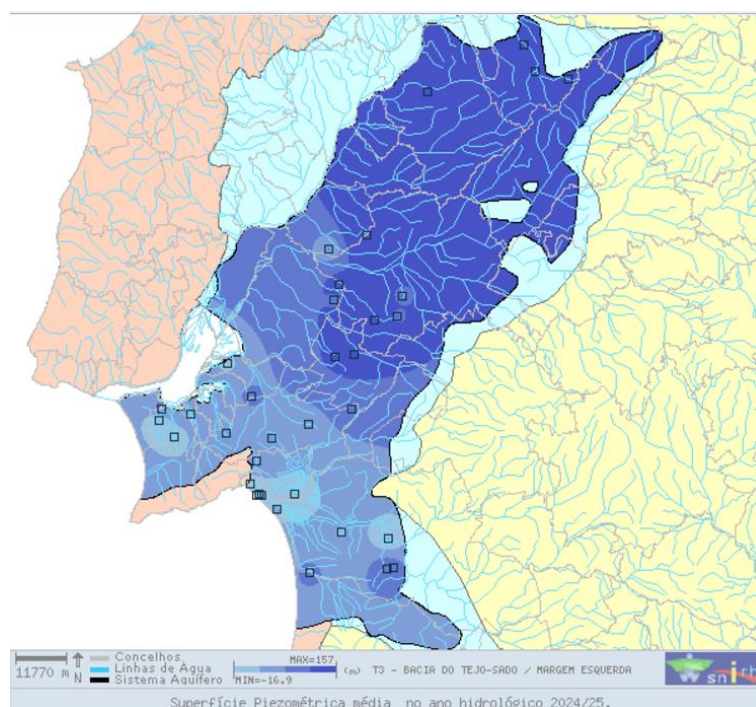 Concelhos
Linhas de Água
Sistema Aquífero
11770 m
N
MAX=157
MIN=-16.9
(m)
T3 - BACIA DO TEJO-SADO / MARGEM ESQUERDA
snirh
Superfície Piezométrica média no ano hidrológico 2024/25.